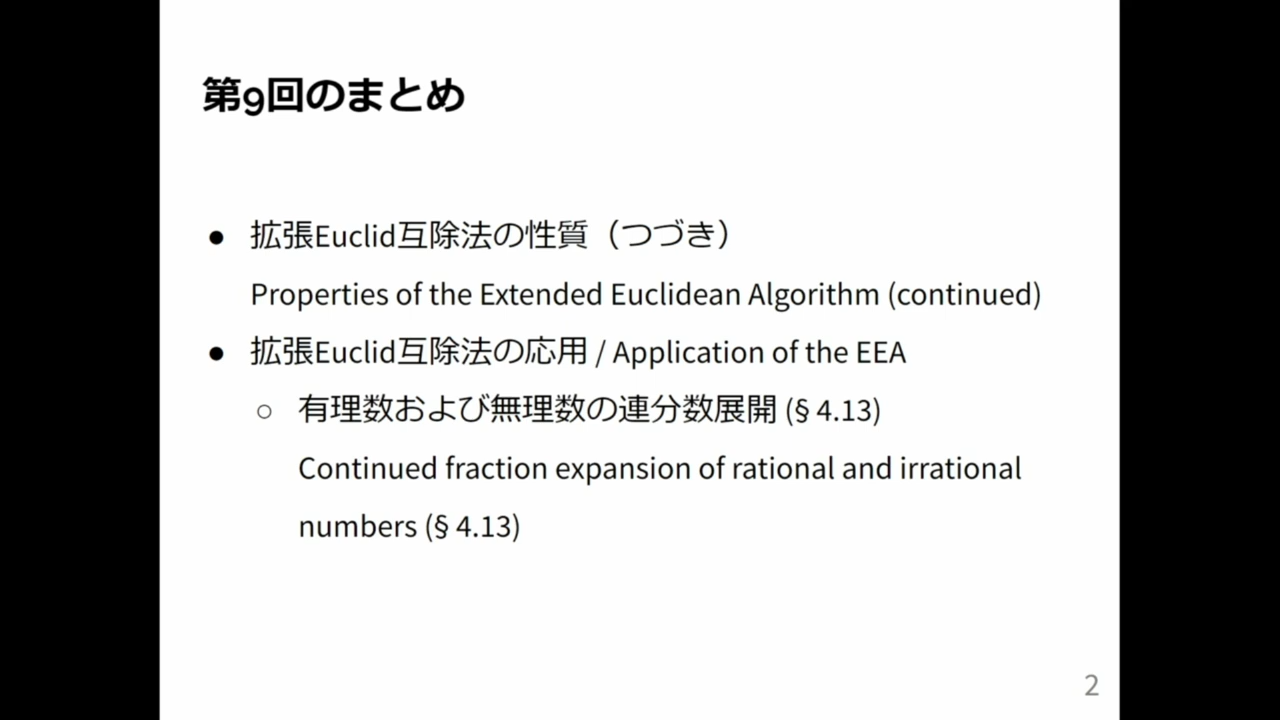 第9回のまとめ
● 拡張Euclid互除法の性質（つづき）
Properties of the Extended Euclidean Algorithm (continued)
● 拡張Euclid互除法の応用 / Application of the EEA
○ 有理数および無理数の連分数展開 (§ 4.13)
Continued fraction expansion of rational and irrational
numbers (§ 4.13)
2